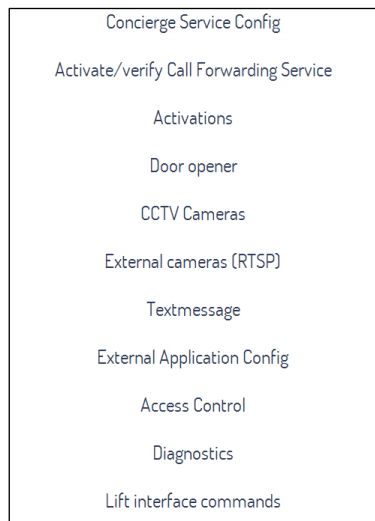 Concierge Service Config
Activate/verify Call Forwarding Service
Activations
Door opener
CCTV Cameras
External cameras (RTSP)
Textmessage
External Application Config
Access Control
Diagnostics
Lift interface commands